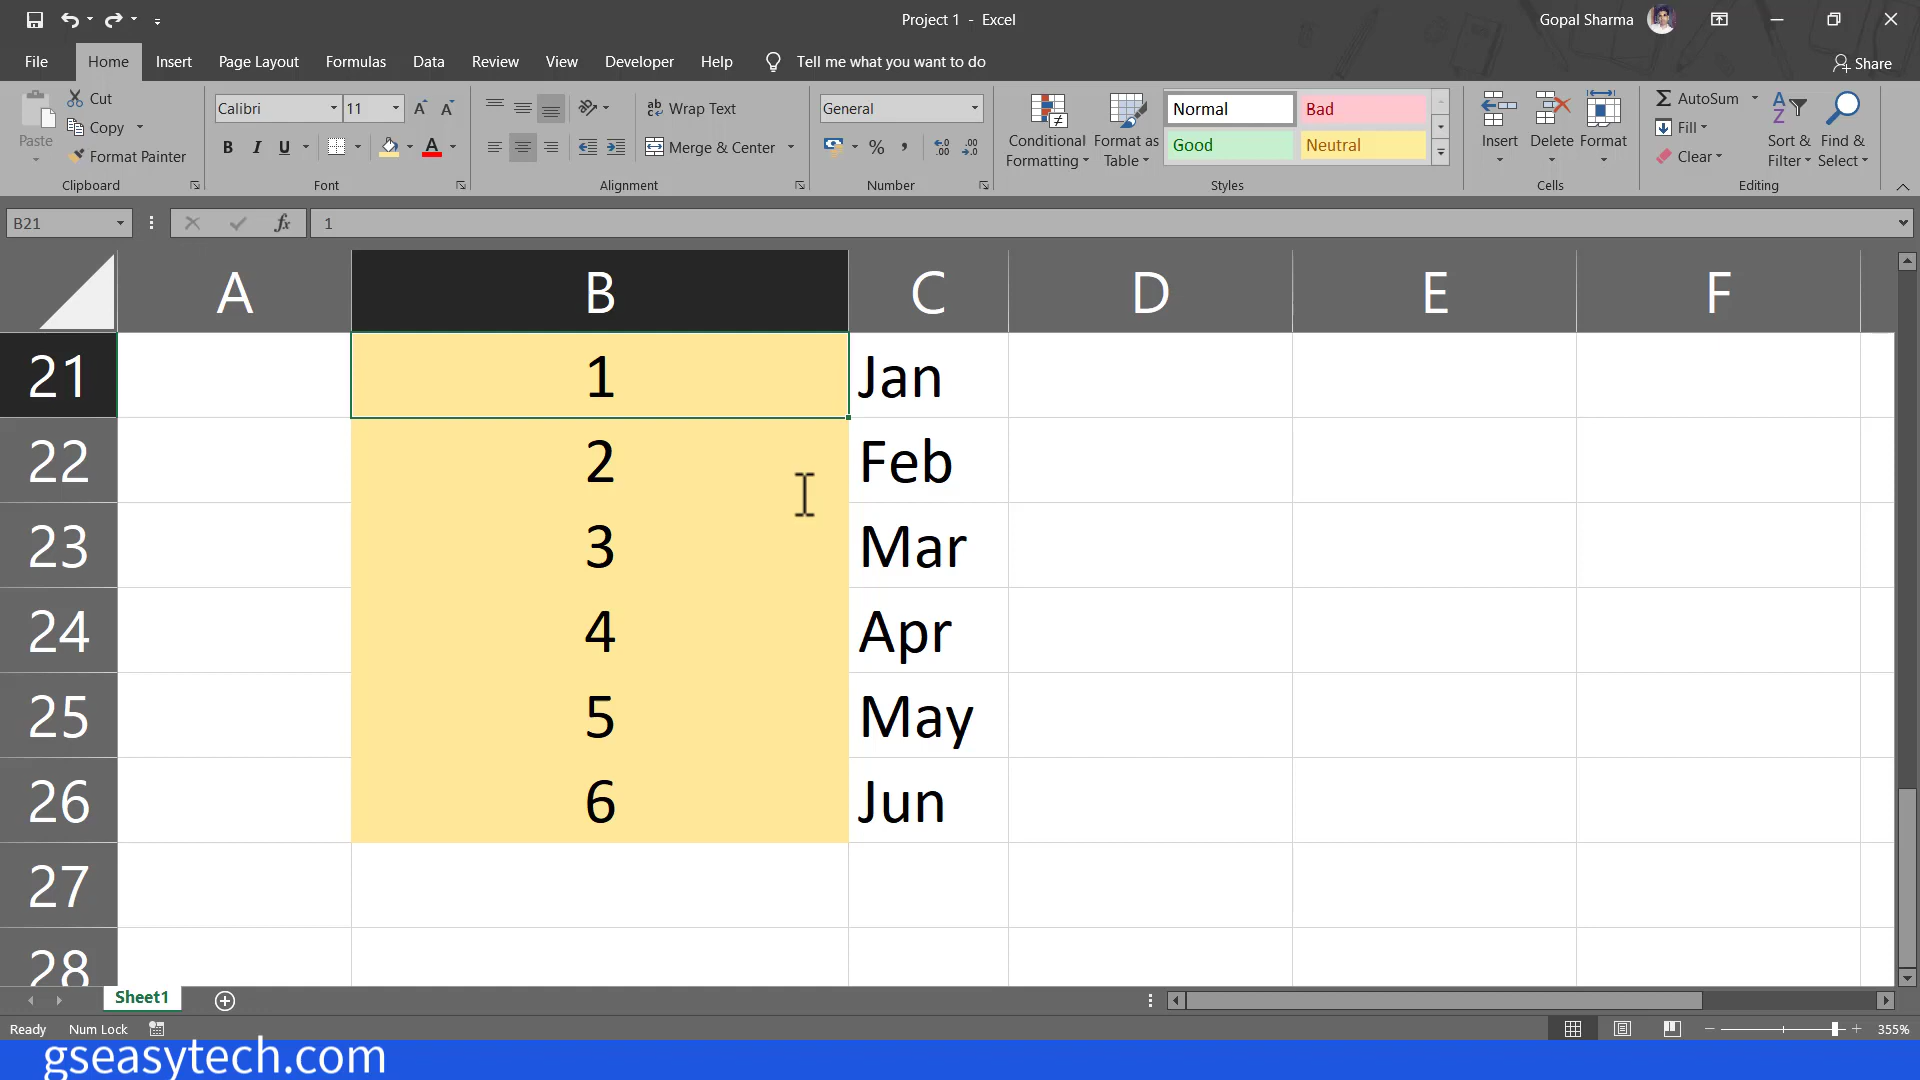 Project 1 - Excel
Gopal Sharma
File Home Insert Page Layout Formulas Data Review View Developer Help Tell me what you want to do
Share
Paste
Cut
Copy
Format Painter
Clipboard
Calibri 11
B I U
Font
Wrap Text
Merge & Center
Alignment
General
Number
Conditional Formatting
Format as Table
Normal Bad
Good Neutral
Styles
Insert Delete Format
Cells
AutoSum
Fill
Clear
Sort & Filter
Find & Select
Editing
B21 fx 1
A B C D E F
21 1 Jan
22 2 Feb
23 3 Mar
24 4 Apr
25 5 May
26 6 Jun
27
28
Sheet1
Ready Num Lock 355%
gseasytech.com